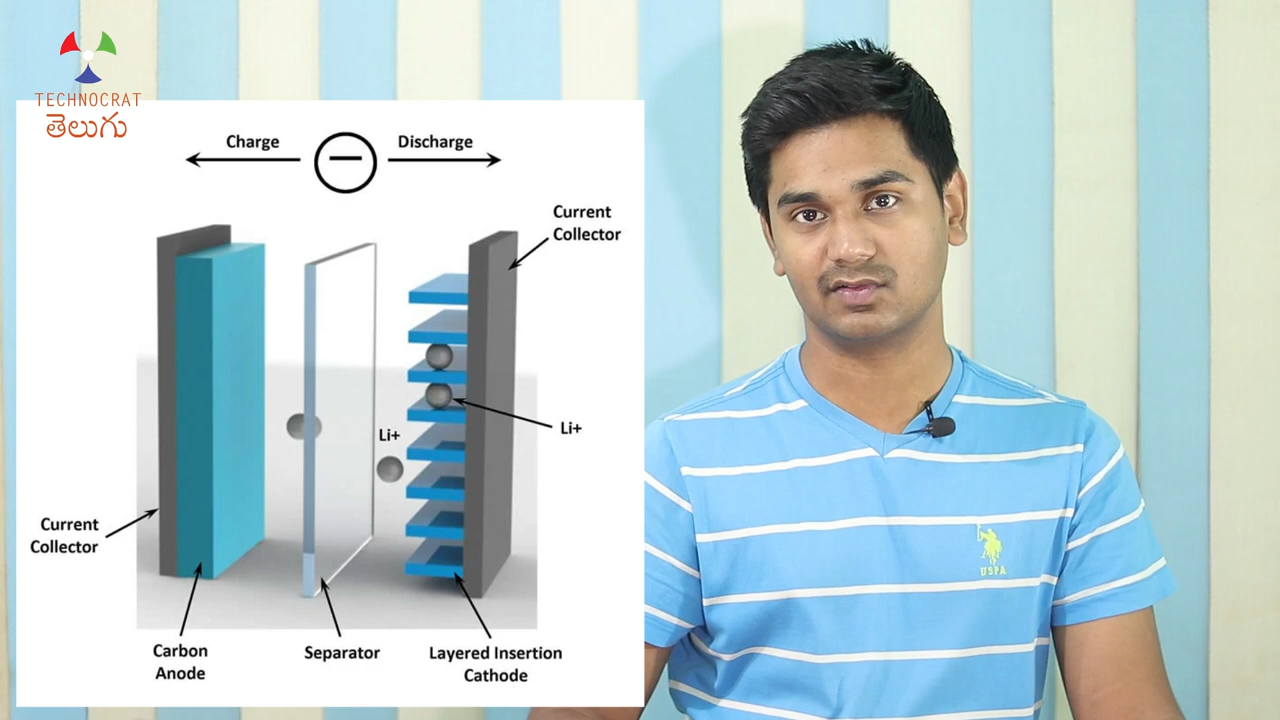 TECHNOCRAT
తెలుగు
Charge
Discharge
Current
Collector
Li+
Li+
Current
Collector
Carbon
Anode
Separator
Layered Insertion
Cathode
USPA